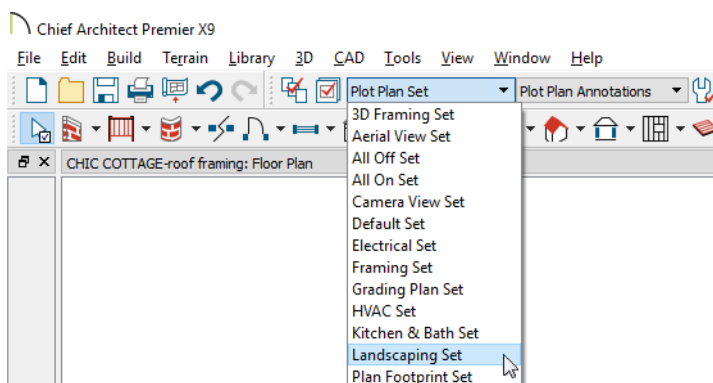 Chief Architect Premier X9
File Edit Build Terrain Library 3D CAD Tools View Window Help
Plot Plan Set Plot Plan Annotations
CHIC COTTAGE-roof framing: Floor Plan
3D Framing Set
Aerial View Set
All Off Set
All On Set
Camera View Set
Default Set
Electrical Set
Framing Set
Grading Plan Set
HVAC Set
Kitchen & Bath Set
Landscaping Set
Plan Footprint Set